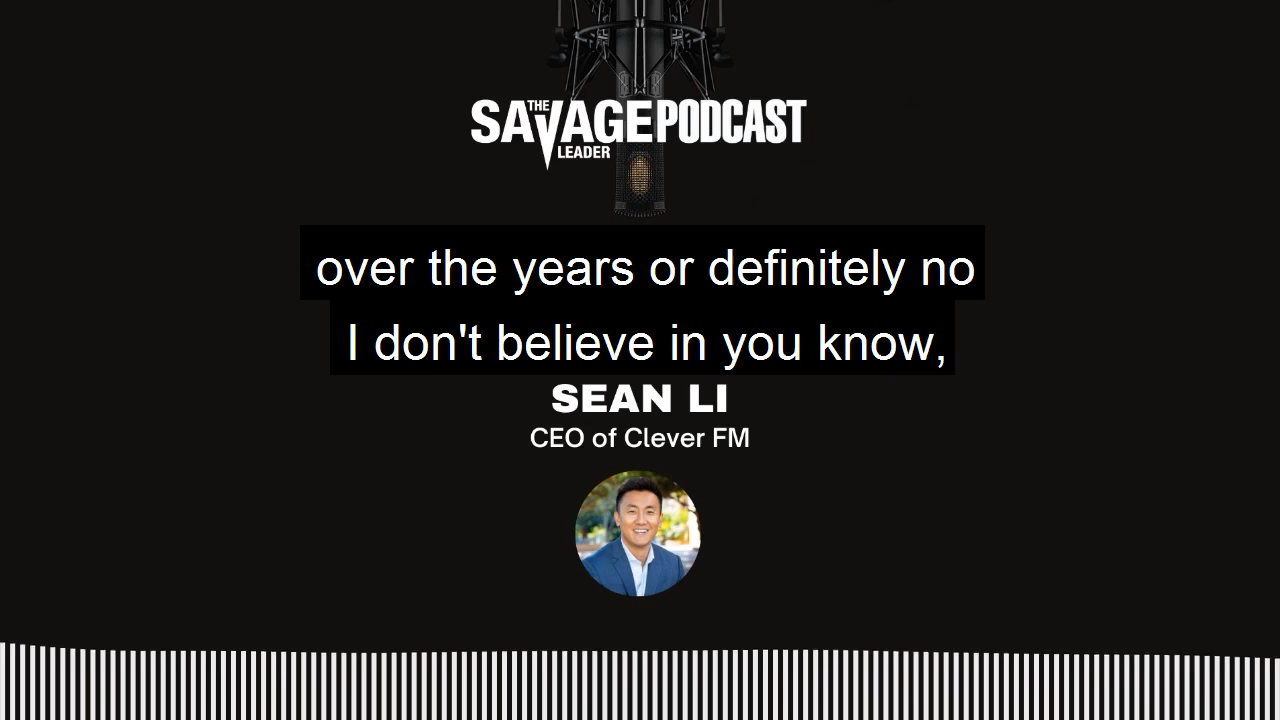 THE SAVAGE LEADER PODCAST
over the years or definitely no
I don't believe in you know,
SEAN LI
CEO of Clever FM